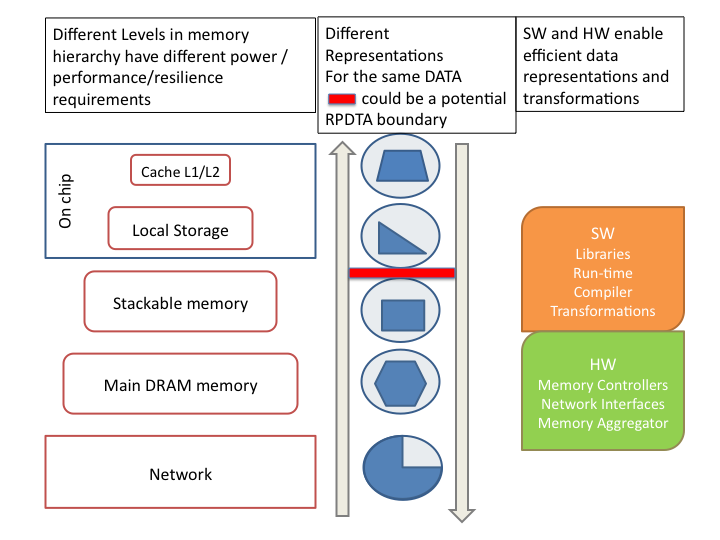 Different Levels in memory
hierarchy have different power /
performance/resilience
requirements
Different
Representations
For the same DATA
could be a potential
RPDTA boundary
SW and HW enable
efficient data
representations and
transformations
On chip
Cache L1/L2
Local Storage
Stackable memory
Main DRAM memory
Network
SW
Libraries
Run-time
Compiler
Transformations
HW
Memory Controllers
Network Interfaces
Memory Aggregator